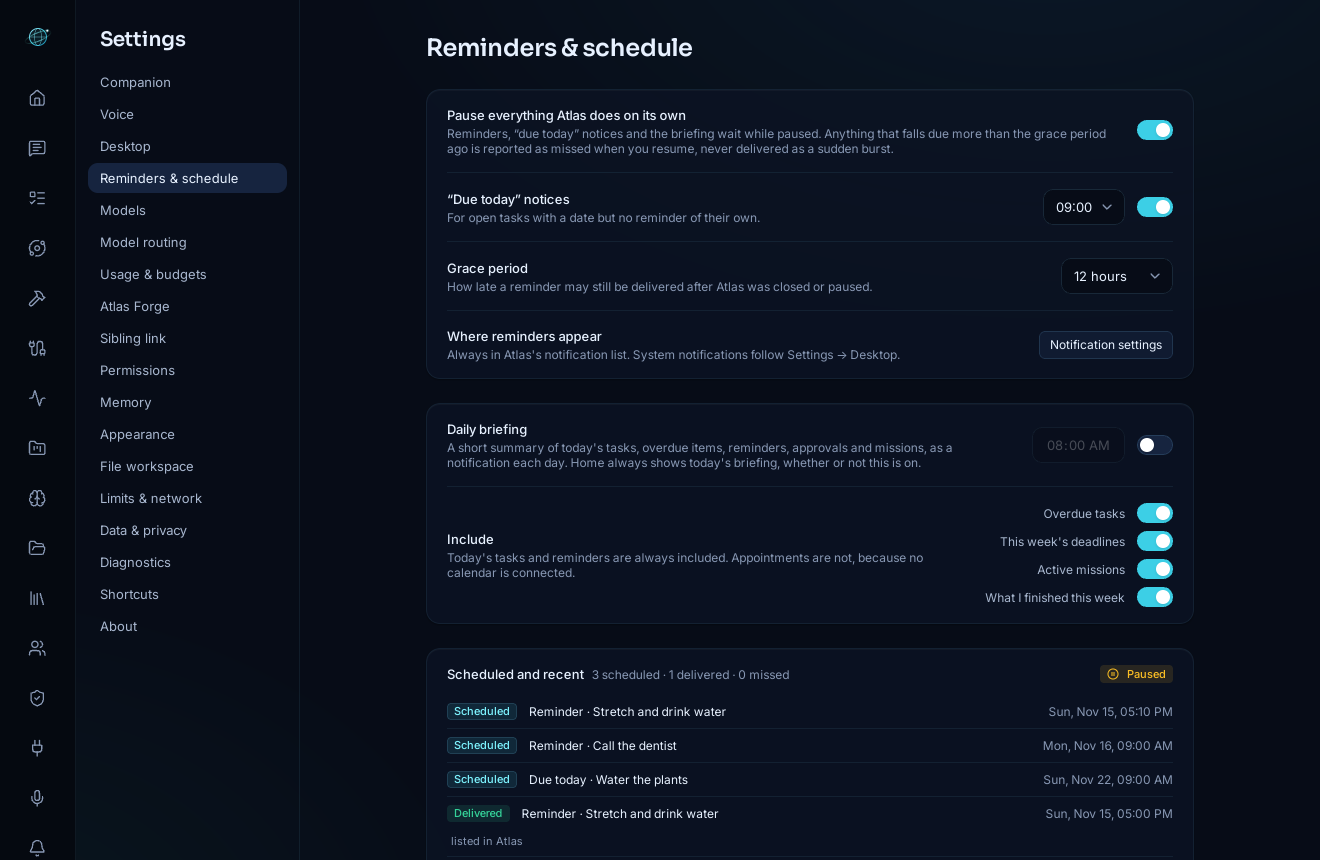 Settings
Companion
Voice
Desktop
Reminders & schedule
Models
Model routing
Usage & budgets
Atlas Forge
Sibling link
Permissions
Memory
Appearance
File workspace
Limits & network
Data & privacy
Diagnostics
Shortcuts
About
Reminders & schedule
Pause everything Atlas does on its own
Reminders, “due today” notices and the briefing wait while paused. Anything that falls due more than the grace period
ago is reported as missed when you resume, never delivered as a sudden burst.
“Due today” notices
For open tasks with a date but no reminder of their own.
09:00
Grace period
How late a reminder may still be delivered after Atlas was closed or paused.
12 hours
Where reminders appear
Always in Atlas's notification list. System notifications follow Settings → Desktop.
Notification settings
Daily briefing
A short summary of today's tasks, overdue items, reminders, approvals and missions, as a
notification each day. Home always shows today's briefing, whether or not this is on.
08:00 AM
Include
Today's tasks and reminders are always included. Appointments are not, because no
calendar is connected.
Overdue tasks
This week's deadlines
Active missions
What I finished this week
Scheduled and recent 3 scheduled · 1 delivered · 0 missed
Paused
Scheduled Reminder · Stretch and drink water Sun, Nov 15, 05:10 PM
Scheduled Reminder · Call the dentist Mon, Nov 16, 09:00 AM
Scheduled Due today · Water the plants Sun, Nov 22, 09:00 AM
Delivered Reminder · Stretch and drink water Sun, Nov 15, 05:00 PM
listed in Atlas